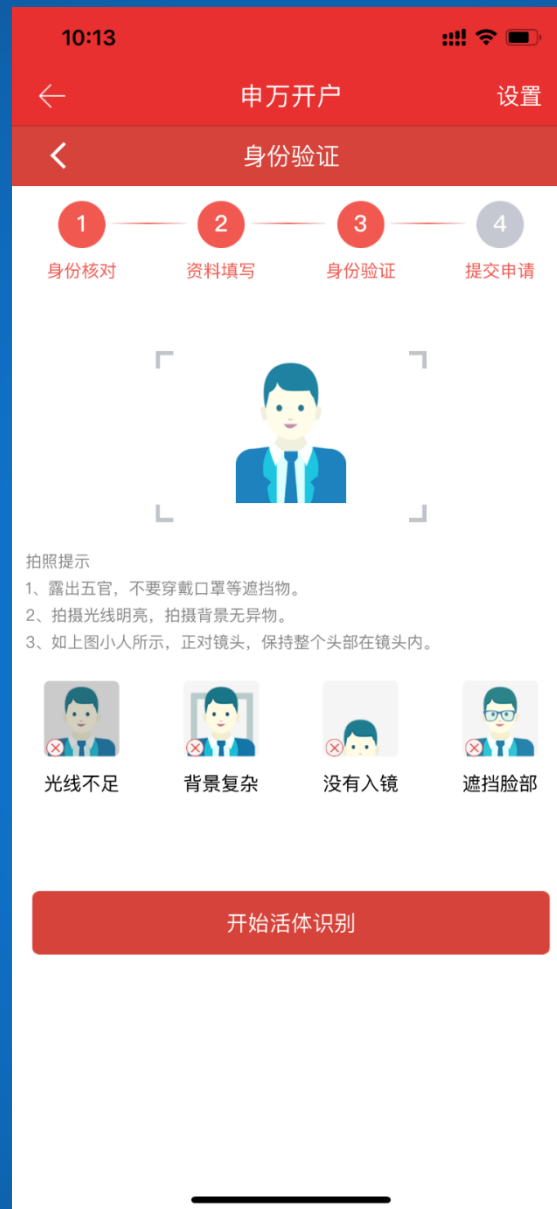 10:13
申万开户
设置
身份验证
1 2 3 4
身份核对 资料填写 身份验证 提交申请
拍照提示
1、露出五官，不要穿戴口罩等遮挡物。
2、拍摄光线明亮，拍摄背景无异物。
3、如上图小人所示，正对镜头，保持整个头部在镜头内。
光线不足 背景复杂 没有入镜 遮挡脸部
开始活体识别